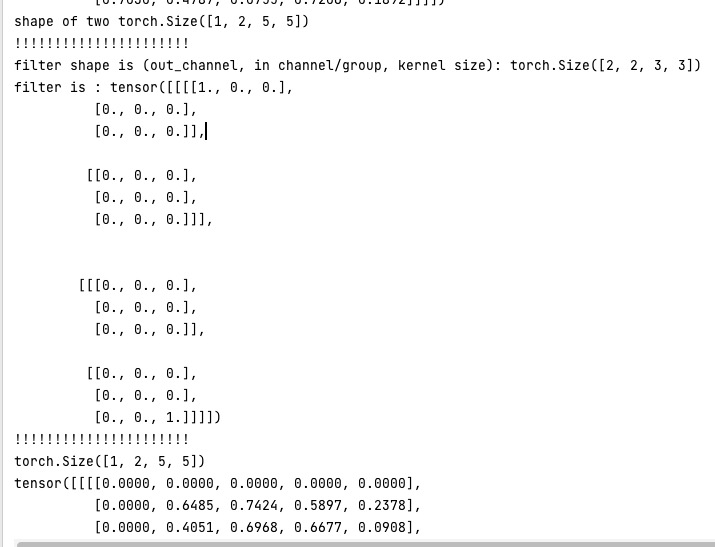 shape of two torch.Size([1, 2, 5, 5])
!!!!!!!!!!!!!!!!!!!!!!
filter shape is (out_channel, in channel/group, kernel size): torch.Size([2, 2, 3, 3])
filter is : tensor([[[[1., 0., 0.],
          [0., 0., 0.],
          [0., 0., 0.]],

         [[0., 0., 0.],
          [0., 0., 0.],
          [0., 0., 0.]]],


        [[[0., 0., 0.],
          [0., 0., 0.],
          [0., 0., 0.]],

         [[0., 0., 0.],
          [0., 0., 0.],
          [0., 0., 1.]]]])
!!!!!!!!!!!!!!!!!!!!!!
torch.Size([1, 2, 5, 5])
tensor([[[[0.0000, 0.0000, 0.0000, 0.0000, 0.0000],
          [0.0000, 0.6485, 0.7424, 0.5897, 0.2378],
          [0.0000, 0.4051, 0.6968, 0.6677, 0.0908],